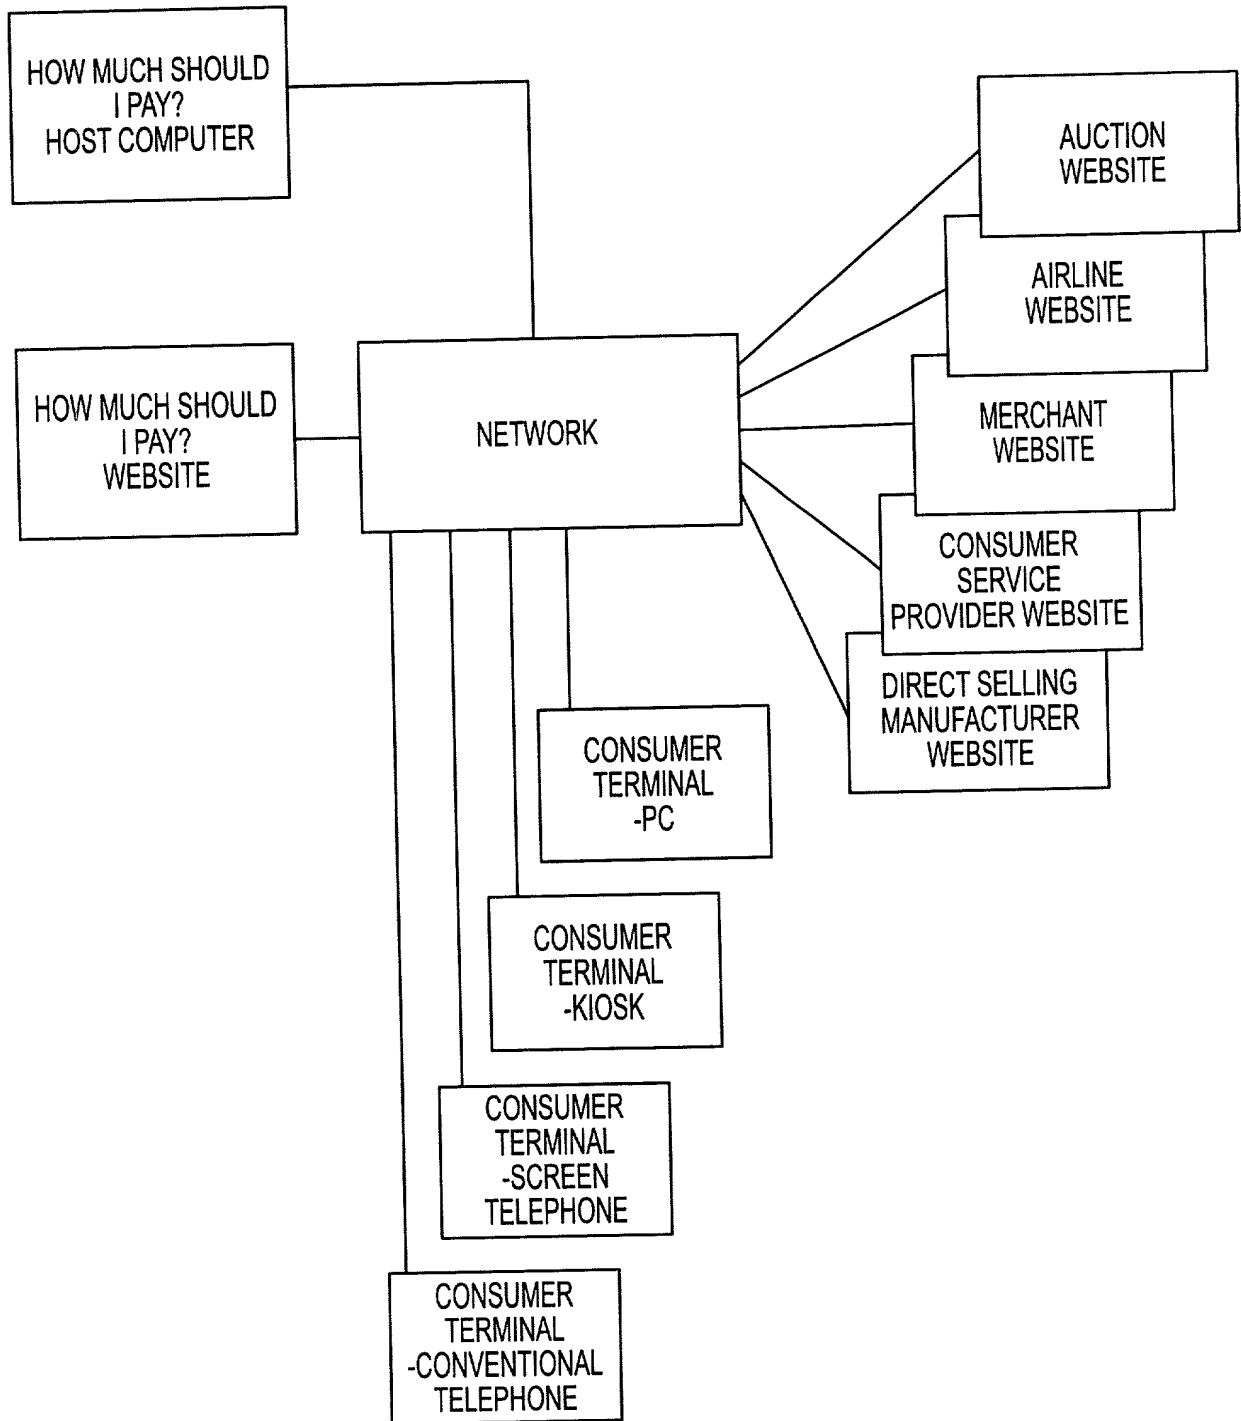 HOW MUCH SHOULD
I PAY?
HOST COMPUTER
AUCTION
WEBSITE
AIRLINE
WEBSITE
HOW MUCH SHOULD
I PAY?
WEBSITE
NETWORK
MERCHANT
WEBSITE
CONSUMER
SERVICE
PROVIDER WEBSITE
DIRECT SELLING
MANUFACTURER
WEBSITE
CONSUMER
TERMINAL
-PC
CONSUMER
TERMINAL
-KIOSK
CONSUMER
TERMINAL
-SCREEN
TELEPHONE
CONSUMER
TERMINAL
-CONVENTIONAL
TELEPHONE